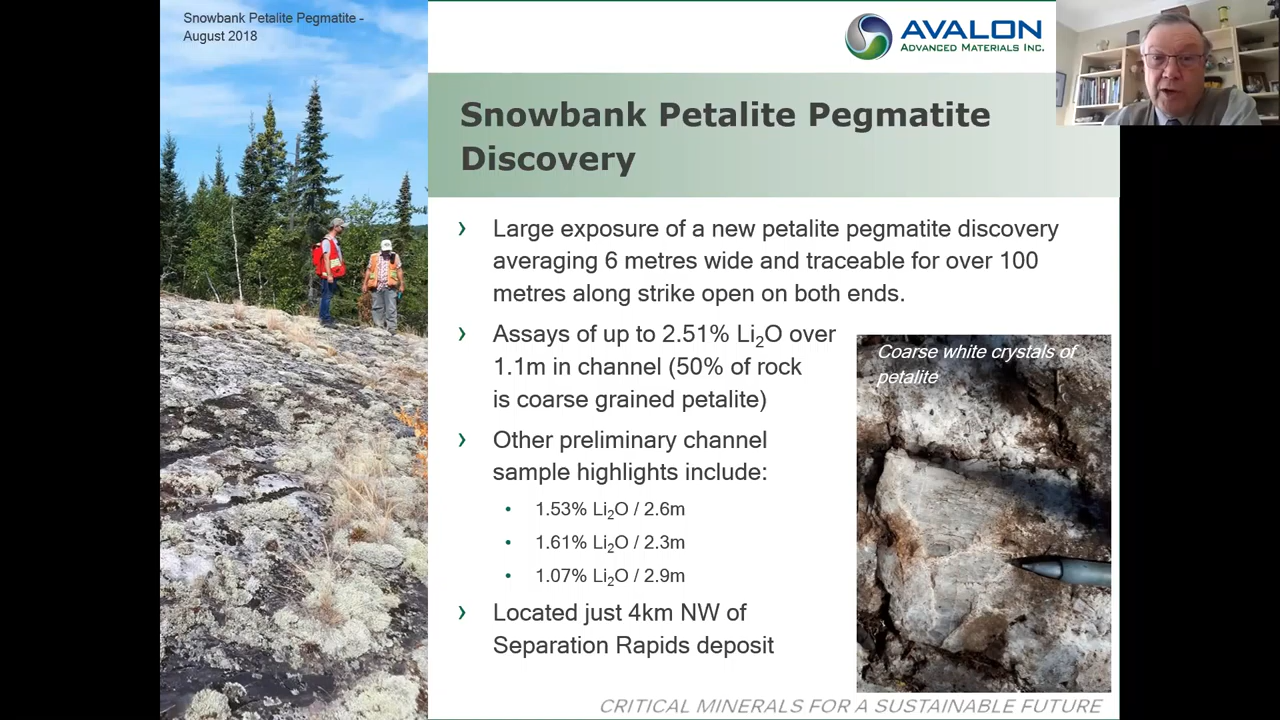 Snowbank Petalite Pegmatite -
August 2018
AVALON
ADVANCED MATERIALS INC.
Snowbank Petalite Pegmatite
Discovery
› Large exposure of a new petalite pegmatite discovery
averaging 6 metres wide and traceable for over 100
metres along strike open on both ends.
› Assays of up to 2.51% Li₂O over
1.1m in channel (50% of rock
is coarse grained petalite)
› Other preliminary channel
sample highlights include:
• 1.53% Li₂O / 2.6m
• 1.61% Li₂O / 2.3m
• 1.07% Li₂O / 2.9m
› Located just 4km NW of
Separation Rapids deposit
Coarse white crystals of
petalite
CRITICAL MINERALS FOR A SUSTAINABLE FUTURE